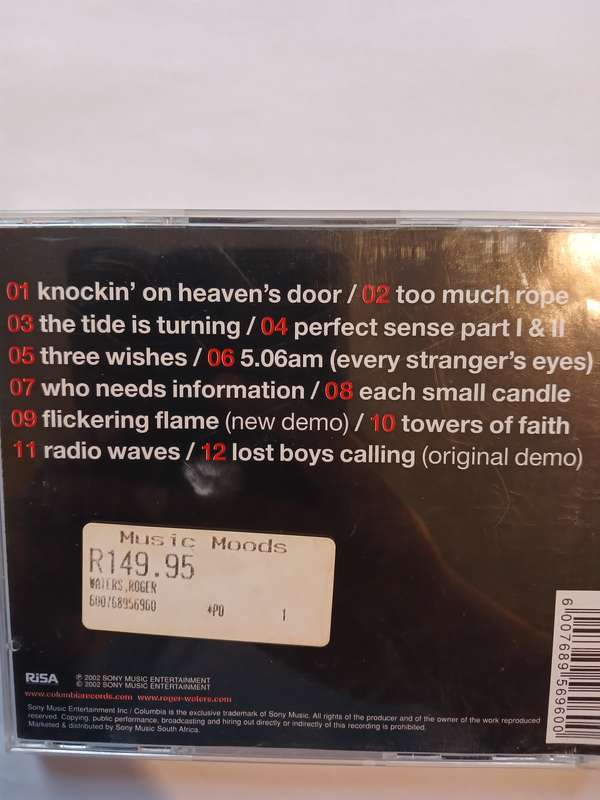 01 knockin' on heaven's door / 02 too much rope
03 the tide is turning / 04 perfect sense part I & II
05 three wishes / 06 5.06am (every stranger's eyes)
07 who needs information / 08 each small candle
09 flickering flame (new demo) / 10 towers of faith
11 radio waves / 12 lost boys calling (original demo)
Music Moods
R149.95
WATERS,ROGER
600768956960
*PO 1
RiSA
℗ 2002 SONY MUSIC ENTERTAINMENT
© 2002 SONY MUSIC ENTERTAINMENT
www.columbiarecords.com www.roger-waters.com
Sony Music Entertainment Inc / Columbia is the exclusive trademark of Sony Music. All rights of the producer and of the owner of the work reproduced
reserved. Copying, public performance, broadcasting and hiring out directly or indirectly of this recording is prohibited.
Marketed & distributed by Sony Music South Africa.
6 007689 569600